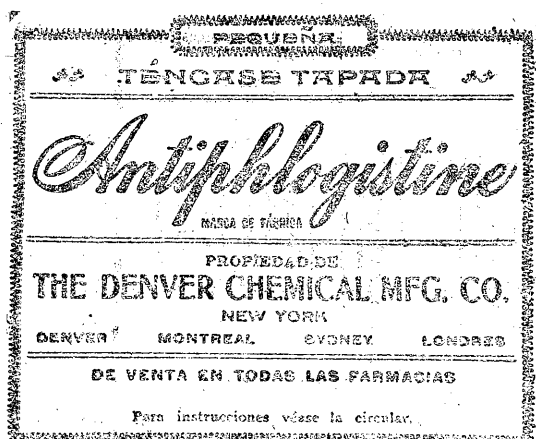 PEQUEÑA
TÉNGASE TAPADA
Antiphlogistine
MARCA DE FÁBRICA
PROPIEDAD DE
THE DENVER CHEMICAL MFG. CO.
NEW YORK
DENVER MONTREAL SYDNEY LONDRES
DE VENTA EN TODAS LAS FARMACIAS
Para instrucciones véase la circular.